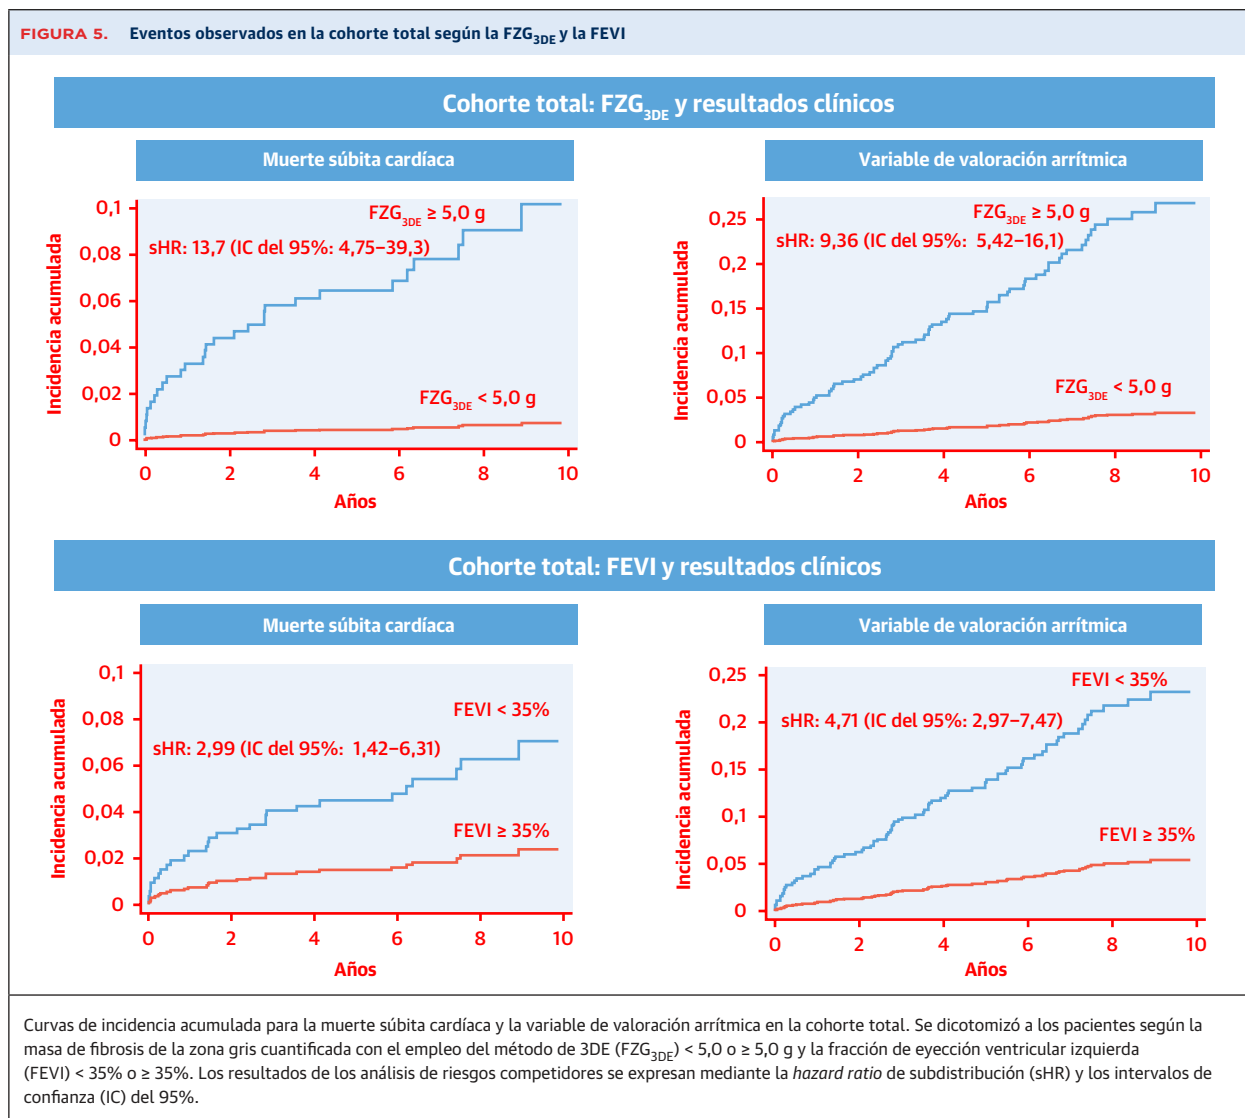 FIGURA 5. Eventos observados en la cohorte total según la FZG3DE y la FEVI
Cohorte total: FZG3DE y resultados clínicos
Muerte súbita cardíaca
Incidencia acumulada
0,1
0,08
0,06
0,04
0,02
0
FZG3DE ≥ 5,0 g
sHR: 13,7 (IC del 95%: 4,75–39,3)
FZG3DE < 5,0 g
0 2 4 6 8 10
Años
Variable de valoración arrítmica
Incidencia acumulada
0,25
0,2
0,15
0,1
0,05
0
FZG3DE ≥ 5,0 g
sHR: 9,36 (IC del 95%: 5,42–16,1)
FZG3DE < 5,0 g
0 2 4 6 8 10
Años
Cohorte total: FEVI y resultados clínicos
Muerte súbita cardíaca
Incidencia acumulada
0,1
0,08
0,06
0,04
0,02
0
FEVI < 35%
sHR: 2,99 (IC del 95%: 1,42–6,31)
FEVI ≥ 35%
0 2 4 6 8 10
Años
Variable de valoración arrítmica
Incidencia acumulada
0,25
0,2
0,15
0,1
0,05
0
FEVI < 35%
sHR: 4,71 (IC del 95%: 2,97–7,47)
FEVI ≥ 35%
0 2 4 6 8 10
Años
Curvas de incidencia acumulada para la muerte súbita cardíaca y la variable de valoración arrítmica en la cohorte total. Se dicotomizó a los pacientes según la
masa de fibrosis de la zona gris cuantificada con el empleo del método de 3DE (FZG3DE) < 5,0 o ≥ 5,0 g y la fracción de eyección ventricular izquierda
(FEVI) < 35% o ≥ 35%. Los resultados de los análisis de riesgos competidores se expresan mediante la hazard ratio de subdistribución (sHR) y los intervalos de
confianza (IC) del 95%.